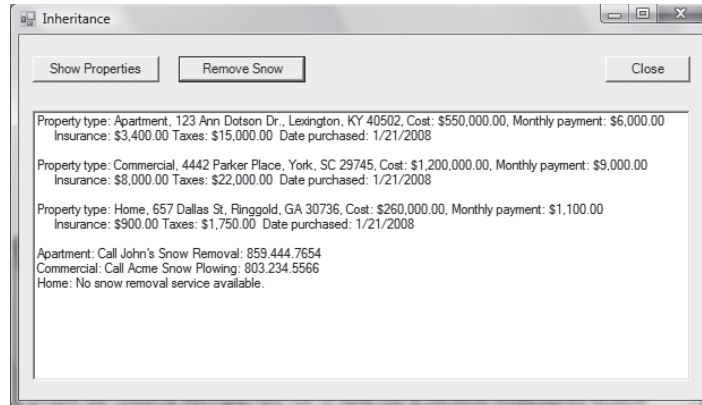 Inheritance
Show Properties
Remove Snow
Close
Property type: Apartment, 123 Ann Dotson Dr., Lexington, KY 40502, Cost: $550,000.00, Monthly payment: $6,000.00
Insurance: $3,400.00 Taxes: $15,000.00 Date purchased: 1/21/2008
Property type: Commercial, 4442 Parker Place, York, SC 29745, Cost: $1,200,000.00, Monthly payment: $9,000.00
Insurance: $8,000.00 Taxes: $22,000.00 Date purchased: 1/21/2008
Property type: Home, 657 Dallas St, Ringgold, GA 30736, Cost: $260,000.00, Monthly payment: $1,100.00
Insurance: $900.00 Taxes: $1,750.00 Date purchased: 1/21/2008
Apartment: Call John's Snow Removal: 859.444.7654
Commercial: Call Acme Snow Plowing: 803.234.5566
Home: No snow removal service available.